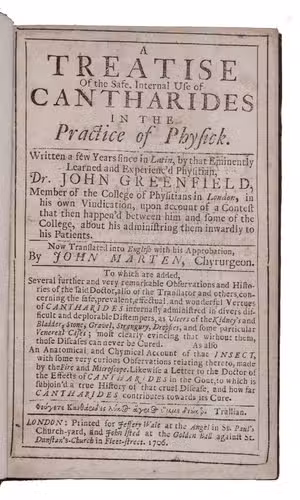 A
TREATISE
Of the Safe, Internal Use of
CANTHARIDES
IN THE
Practice of Physick.
Written a few Years since in Latin, by that Eminently
Learned and Experienc'd Physitian,
Dr. JOHN GREENFIELD,
Member of the College of Physitians in London, in
his own Vindication, upon account of a Contest
that then happen'd between him and some of the
College, about his administring them inwardly to
his Patients.
Now Translated into English with his Approbation,
By JOHN MARTEN, Chyrurgeon.
To which are added,
Several further and very remarkable Observations and Histo-
ries of the said Doctor, also of the Translator and others, con-
cerning the safe, prevalent, effectual, and wonderful Vertues
of CANTHARIDES internally administred in divers diffi-
cult and deplorable Distempers, as Ulcers of the Kidney's and
Bladder, Stone, Gravel, Strangury, Dropsies, and some particular
Venereal Cases; most clearly evincing that without them,
those Diseases can never be Cured. As also
An Anatomical and Chymical Account of that INSECT,
with some very curious Observations relating thereto, made
by the Fire and Microscope. Likewise a Letter to the Doctor of
the Effects of CANTHARIDES in the Gout, to which is
subjoin'd a true History of that cruel Disease, and how far
CANTHARIDES contributes towards its Cure.
Trallian.
LONDON: Printed for Jeffery Wale at the Angel in St. Paul's
Church-yard, and John Isted at the Golden Ball against St.
Dunstan's-Church in Fleet-street. 1706.